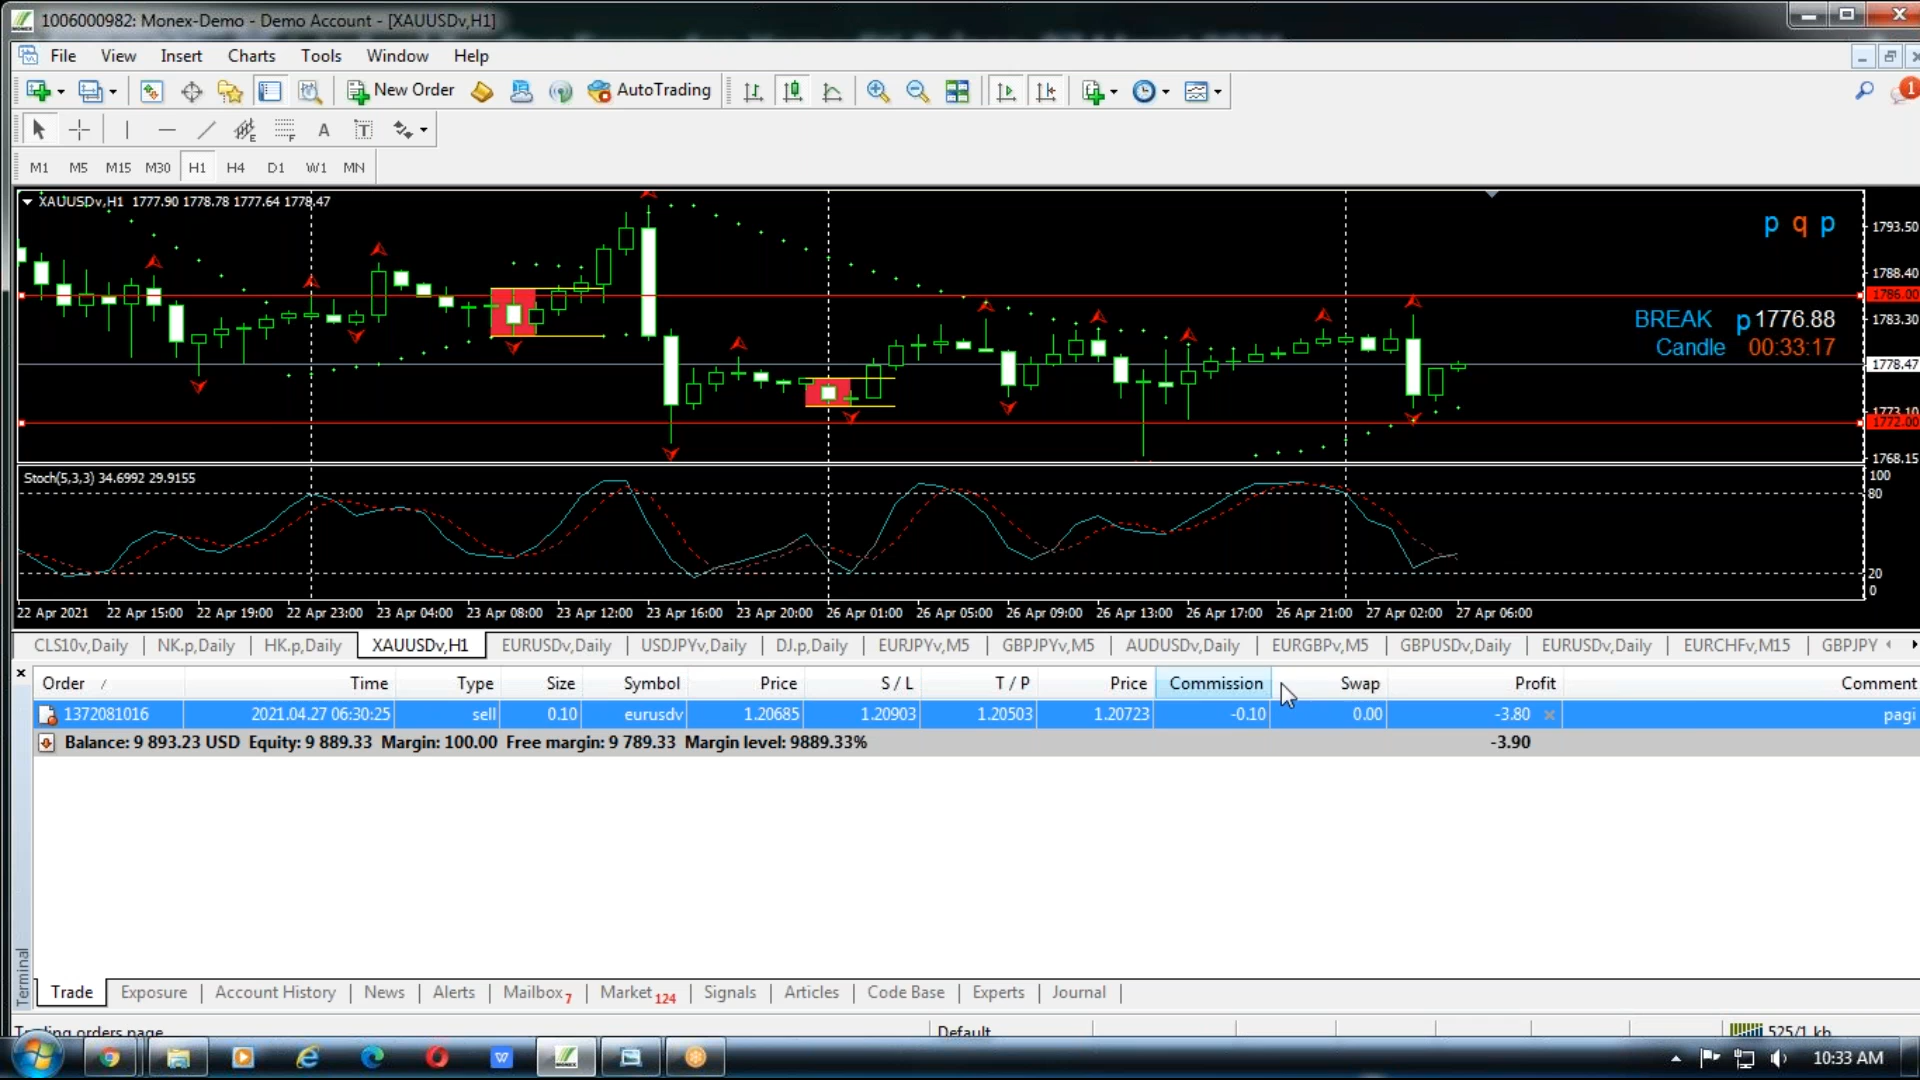 1006000982: Monex-Demo - Demo Account - [XAUUSDv,H1]
File View Insert Charts Tools Window Help
New Order AutoTrading 1
E F A T
M1 M5 M15 M30 H1 H4 D1 W1 MN
XAUUSDv,H1 1777.90 1778.78 1777.64 1778.47
p q p
BREAK p1776.88
Candle 00:33:17
1793.50
1788.40
1786.00
1783.30
1778.47
1773.10
1772.00
1768.15
Stoch(5,3,3) 34.6992 29.9155
100
80
20
0
22 Apr 2021 22 Apr 15:00 22 Apr 19:00 22 Apr 23:00 23 Apr 04:00 23 Apr 08:00 23 Apr 12:00 23 Apr 16:00 23 Apr 20:00 26 Apr 01:00 26 Apr 05:00 26 Apr 09:00 26 Apr 13:00 26 Apr 17:00 26 Apr 21:00 27 Apr 02:00 27 Apr 06:00
CLS10v,Daily NK.p,Daily HK.p,Daily XAUUSDv,H1 EURUSDv,Daily USDJPYv,Daily DJ.p,Daily EURJPYv,M5 GBPJPYv,M5 AUDUSDv,Daily EURGBPv,M5 GBPUSDv,Daily EURUSDv,Daily EURCHFv,M15 GBPJPY
Order / Time Type Size Symbol Price S / L T / P Price Commission Swap Profit Comment
1372081016 2021.04.27 06:30:25 sell 0.10 eurusdv 1.20685 1.20903 1.20503 1.20723 -0.10 0.00 -3.80 pagi
Balance: 9 893.23 USD Equity: 9 889.33 Margin: 100.00 Free margin: 9 789.33 Margin level: 9889.33% -3.90
Terminal
Trade Exposure Account History News Alerts Mailbox 7 Market 124 Signals Articles Code Base Experts Journal
Trading orders page Default 525/1 kb
W MONEX 10:33 AM